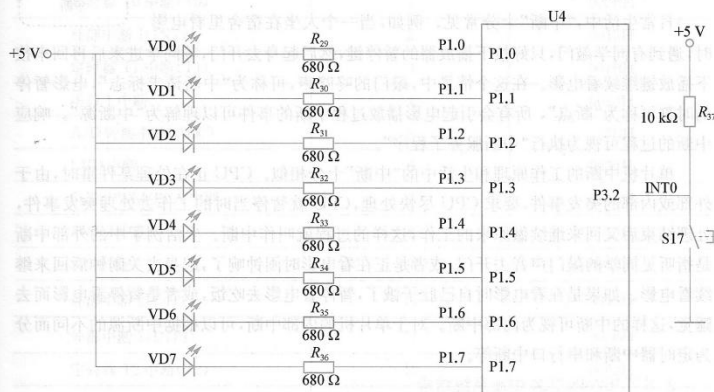 U4
+5 V
+5 V
VD0 R29 680 Ω P1.0 P1.0
VD1 R30 680 Ω P1.1 P1.1
VD2 R31 680 Ω P1.2 P1.2
VD3 R32 680 Ω P1.3 P1.3
VD4 R33 680 Ω P1.4 P1.4
VD5 R34 680 Ω P1.5 P1.5
VD6 R35 680 Ω P1.6 P1.6
VD7 R36 680 Ω P1.7 P1.7
10 kΩ R37
P3.2 INT0
S17